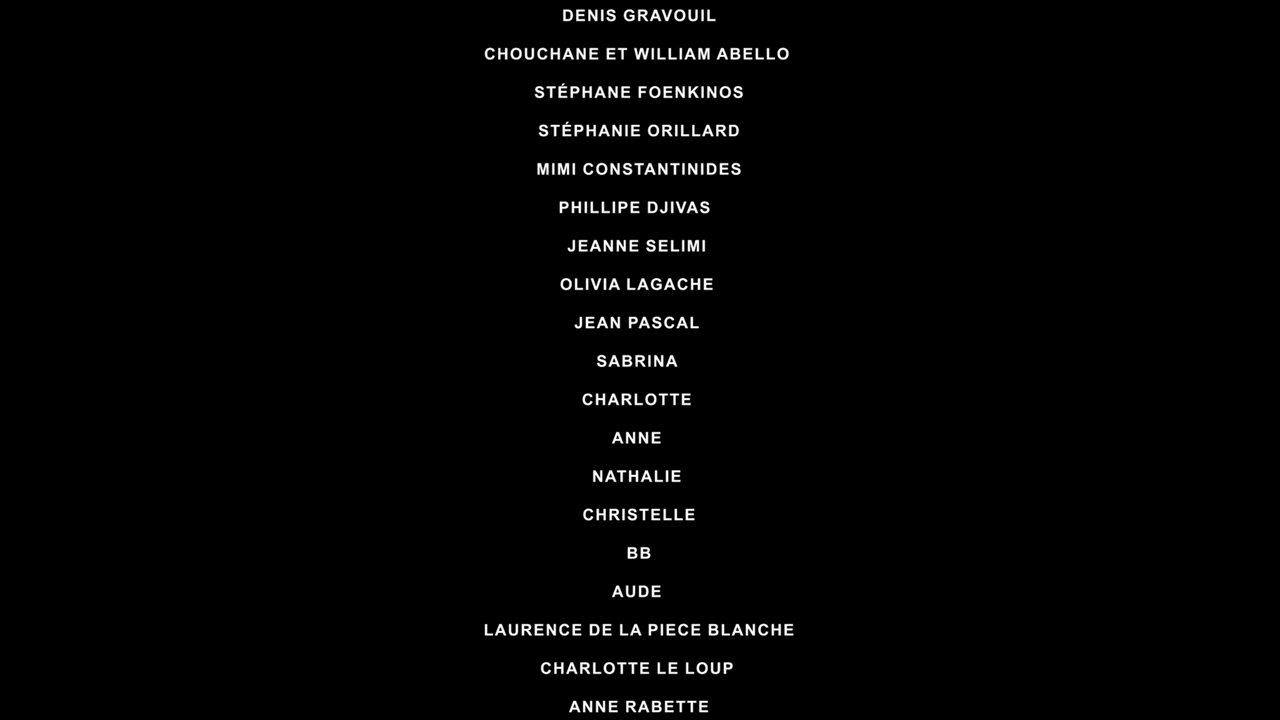 DENIS GRAVOUIL
CHOUCHANE ET WILLIAM ABELLO
STÉPHANE FOENKINOS
STÉPHANIE ORILLARD
MIMI CONSTANTINIDES
PHILLIPE DJIVAS
JEANNE SELIMI
OLIVIA LAGACHE
JEAN PASCAL
SABRINA
CHARLOTTE
ANNE
NATHALIE
CHRISTELLE
BB
AUDE
LAURENCE DE LA PIECE BLANCHE
CHARLOTTE LE LOUP
ANNE RABETTE